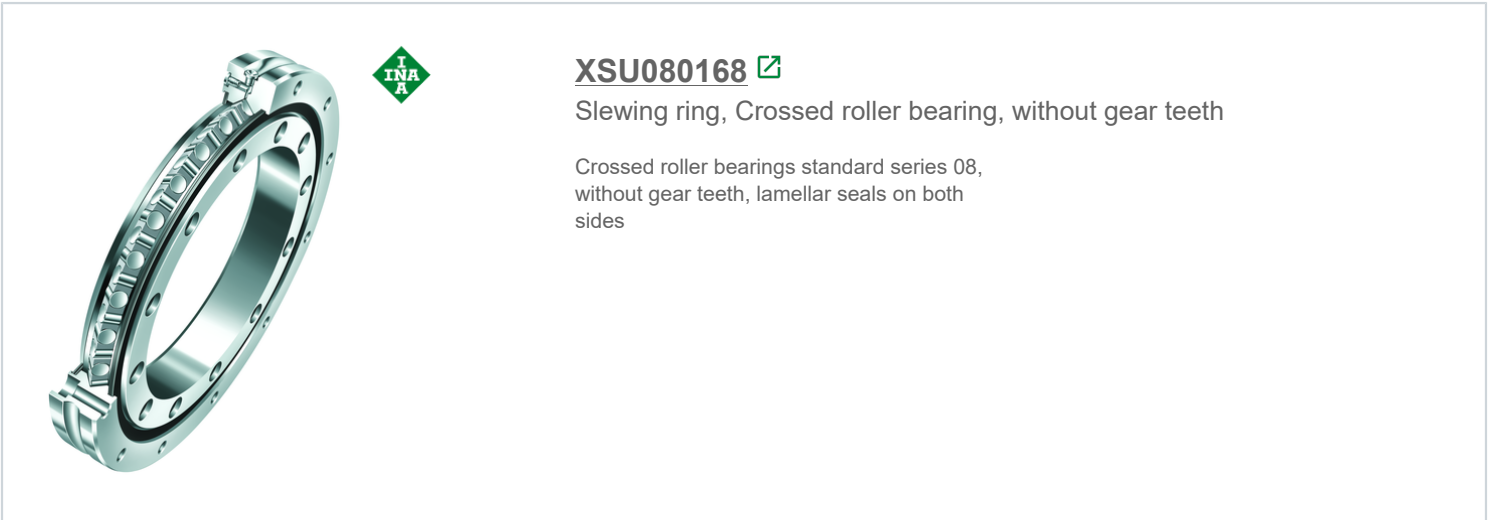 I
INA
A
XSU080168
Slewing ring, Crossed roller bearing, without gear teeth
Crossed roller bearings standard series 08,
without gear teeth, lamellar seals on both
sides